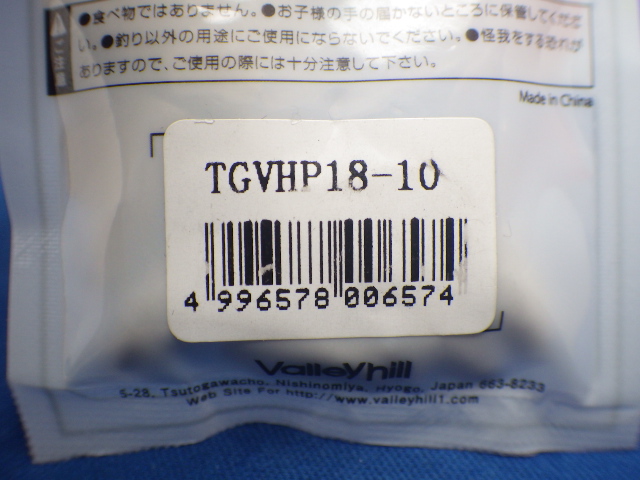 ●食べ物ではありません。●お子様の手の届かないところに保管してくださ
い。●釣り以外の用途にご使用にならないでください。●怪我をする恐れが
ありますので、ご使用の際には十分注意して下さい。
ご注意
Made in China
TGVHP18-10
4 996578 006574
Valleyhill
5-28, Tsutogawacho, Nishinomiya, Hyogo, Japan 663-8233
Web Site For http://www.valleyhill1.com